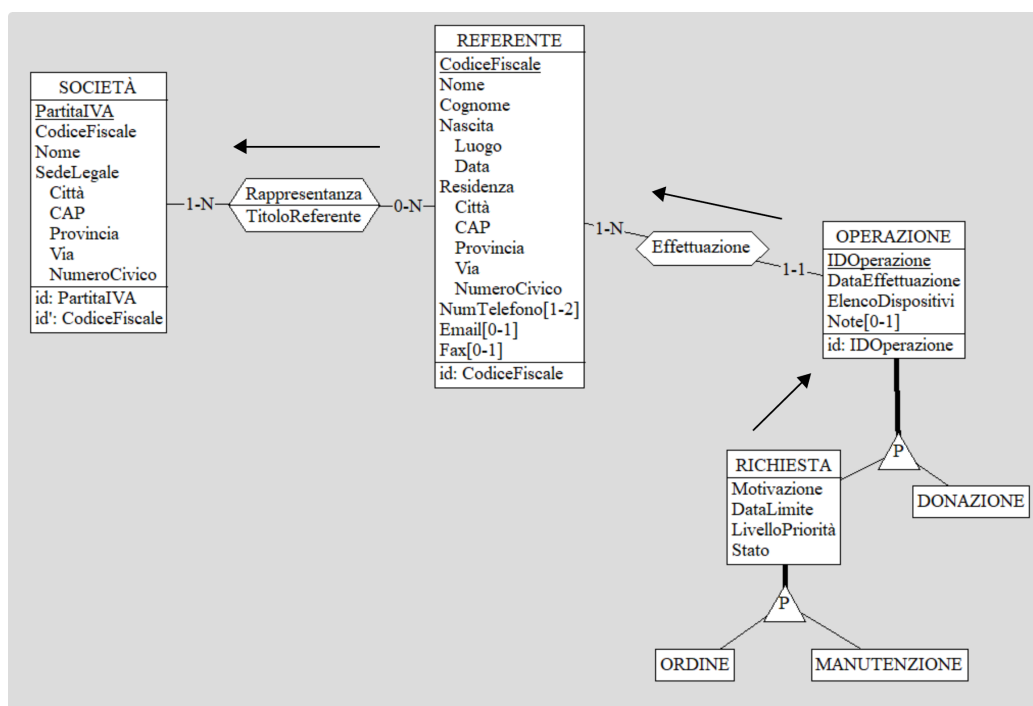 REFERENTE
CodiceFiscale
Nome
Cognome
Nascita
Luogo
Data
Residenza
Città
CAP
Provincia
Via
NumeroCivico
NumTelefono[1-2]
Email[0-1]
Fax[0-1]
id: CodiceFiscale
SOCIETÀ
PartitaIVA
CodiceFiscale
Nome
SedeLegale
Città
CAP
Provincia
Via
NumeroCivico
id: PartitaIVA
id': CodiceFiscale
1-N
Rappresentanza
TitoloReferente
0-N
1-N
Effettuazione
1-1
OPERAZIONE
IDOperazione
DataEffettuazione
ElencoDispositivi
Note[0-1]
id: IDOperazione
P
RICHIESTA
Motivazione
DataLimite
LivelloPriorità
Stato
DONAZIONE
P
ORDINE
MANUTENZIONE